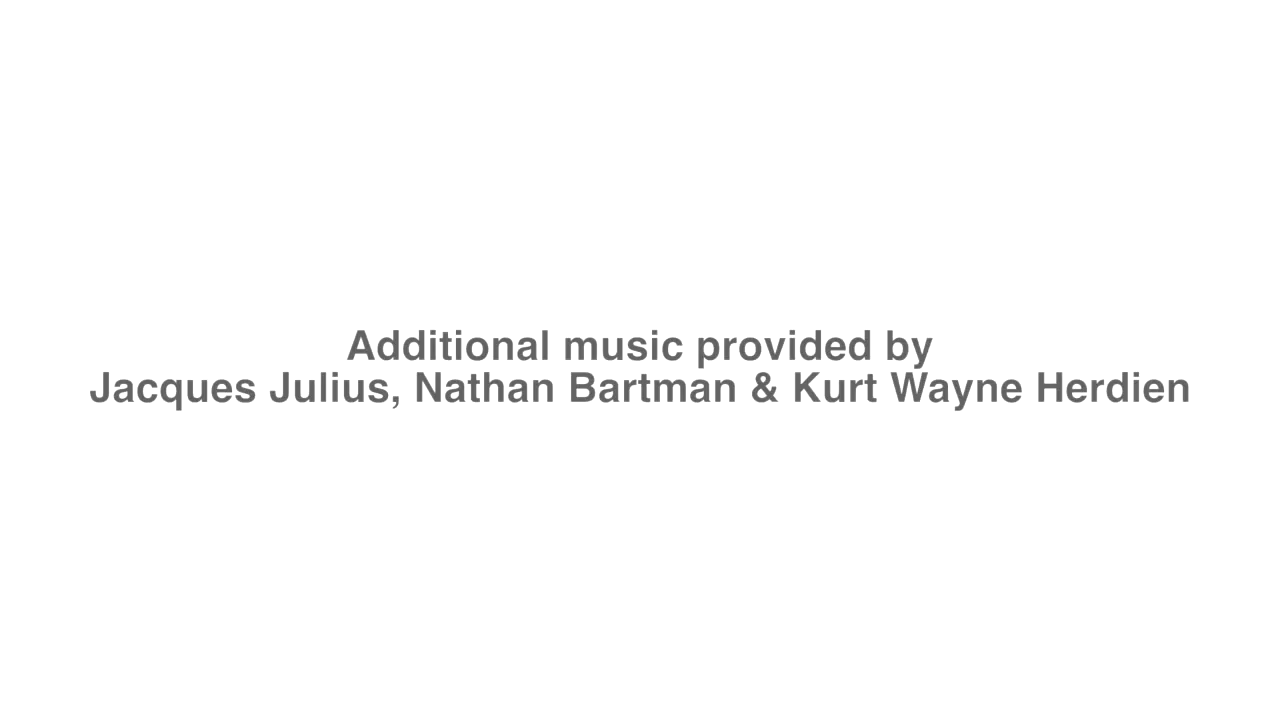 Additional music provided by
Jacques Julius, Nathan Bartman & Kurt Wayne Herdien